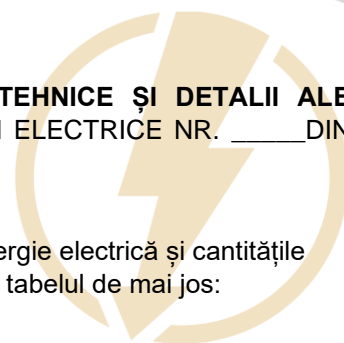 TEHNICE ȘI DETALII ALE
ELECTRICE NR. _____DIN
ergie electrică și cantitățile
tabelul de mai jos: